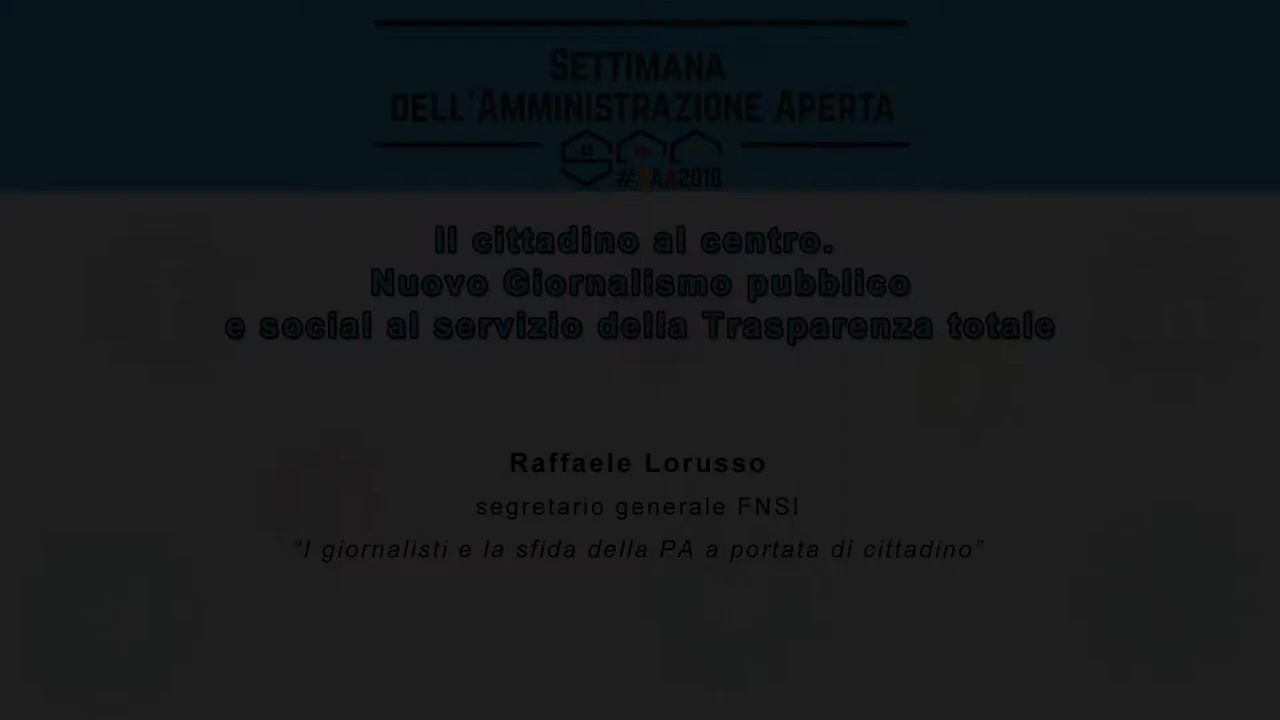 SETTIMANA
DELL'AMMINISTRAZIONE APERTA
#SAA2018
Il cittadino al centro.
Nuovo Giornalismo pubblico
e social al servizio della Trasparenza totale
Raffaele Lorusso
segretario generale FNSI
“I giornalisti e la sfida della PA a portata di cittadino”